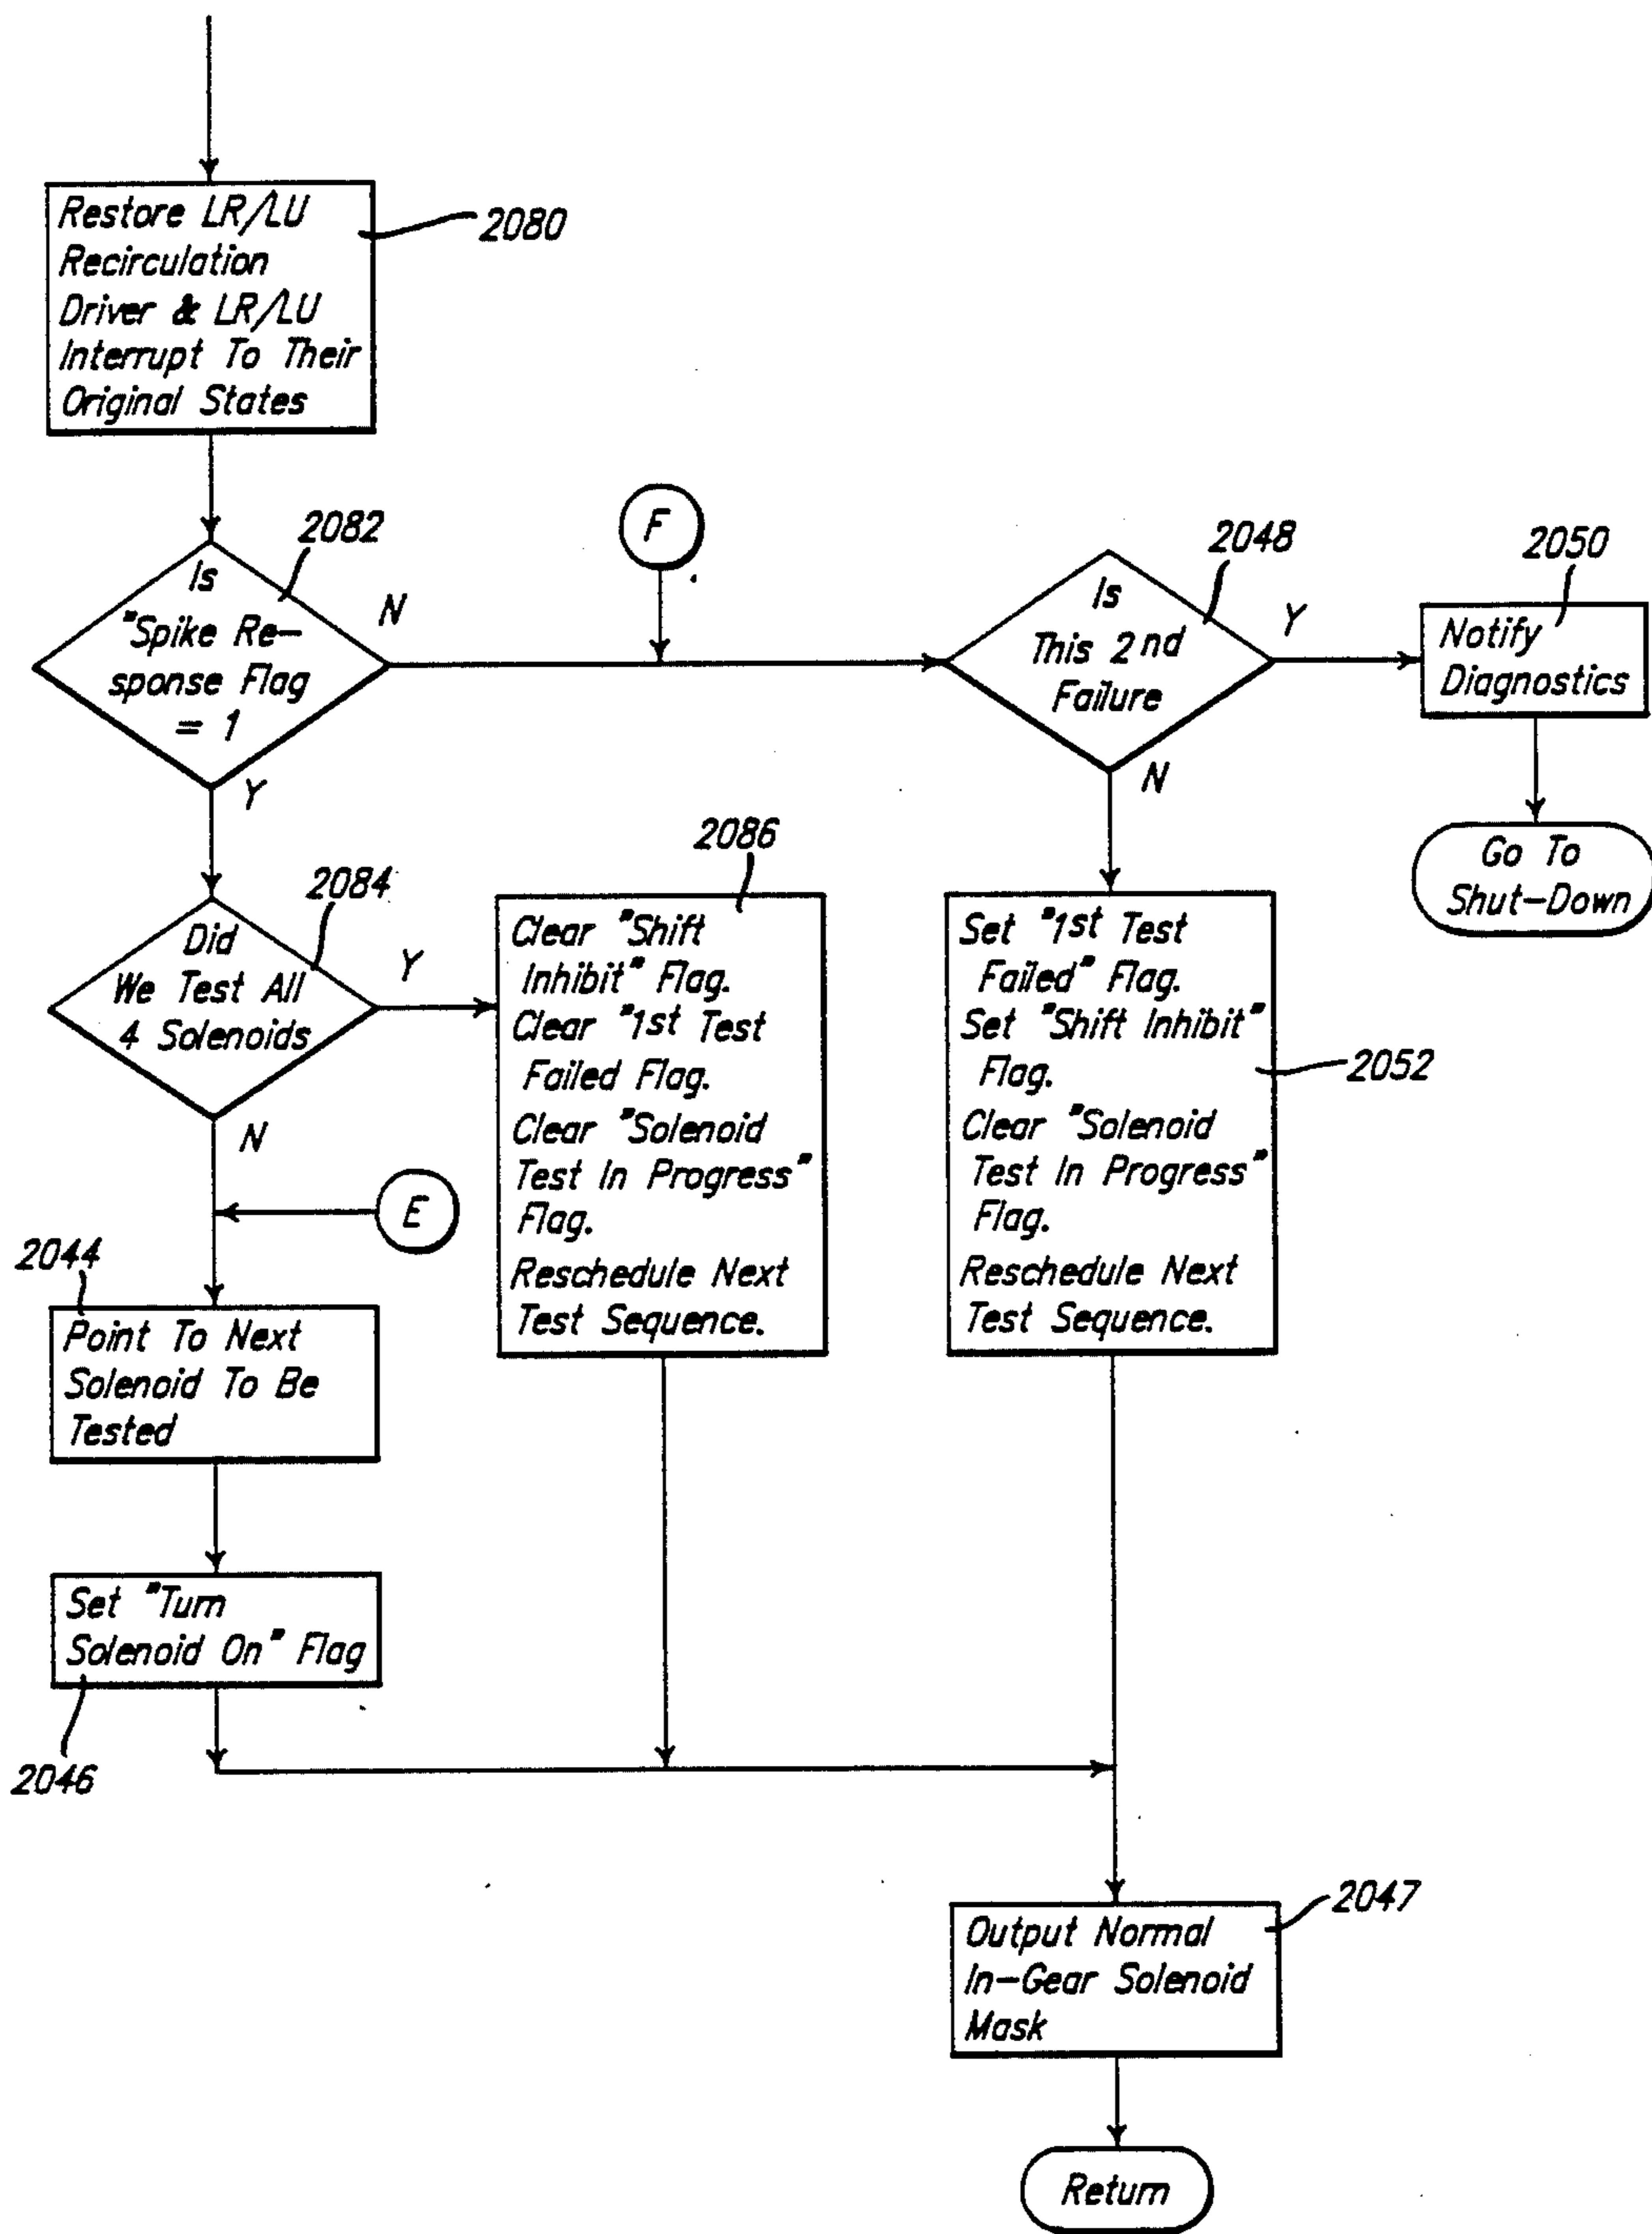 Restore LR/LU
Recirculation
Driver & LR/LU
Interrupt To Their
Original States
2080
2082
Is
"Spike Re-
sponse Flag
= 1
N
Y
F
2048
Is
This 2nd
Failure
Y
N
2050
Notify
Diagnostics
Go To
Shut-Down
2084
Did
We Test All
4 Solenoids
Y
N
2086
Clear "Shift
Inhibit" Flag.
Clear "1st Test
Failed Flag.
Clear "Solenoid
Test In Progress"
Flag.
Reschedule Next
Test Sequence.
Set "1st Test
Failed" Flag.
Set "Shift Inhibit"
Flag.
Clear "Solenoid
Test In Progress"
Flag.
Reschedule Next
Test Sequence.
2052
E
2044
Point To Next
Solenoid To Be
Tested
Set "Turn
Solenoid On" Flag
2046
2047
Output Normal
In-Gear Solenoid
Mask
Return